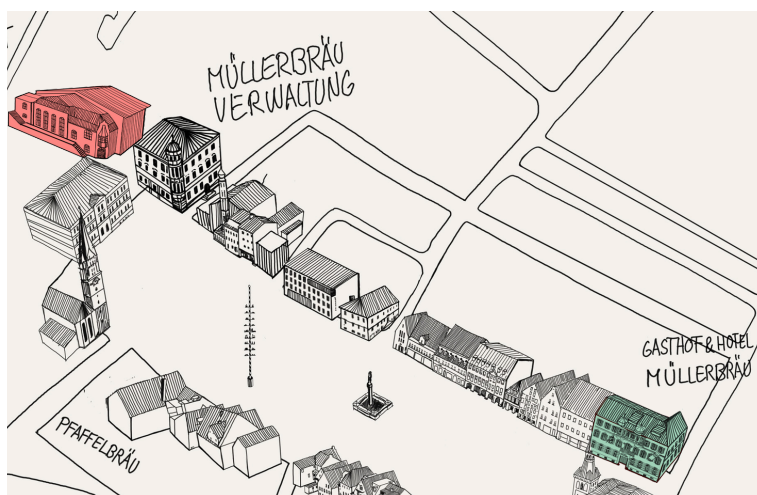 MÜLLERBRÄU
VERWALTUNG
GASTHOF & HOTEL
MÜLLERBRÄU
PFAFFELBRÄU